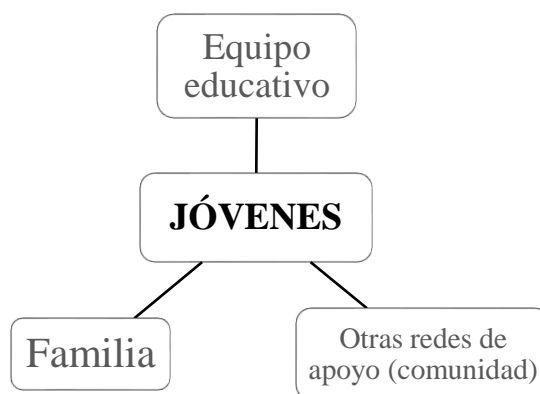 Equipo
educativo
JÓVENES
Familia
Otras redes de
apoyo (comunidad)